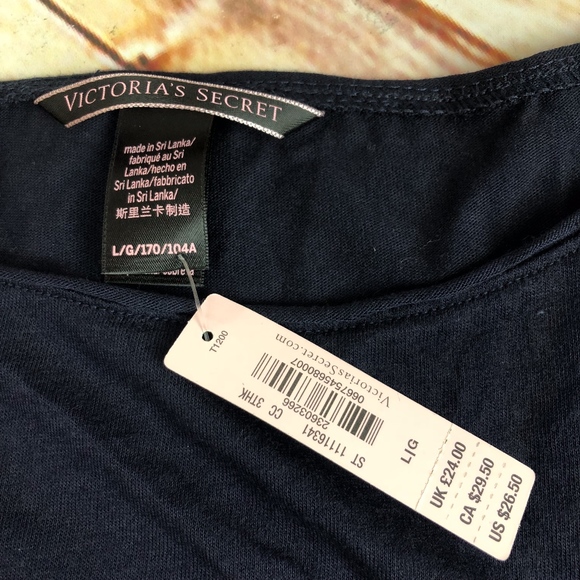 VICTORIA'S SECRET
made in Sri Lanka/
fabriqué au Sri
Lanka/hecho en
Sri Lanka/fabbricato
in Sri Lanka/
斯里兰卡制造
L/G/170/104A
T1200
VictoriasSecret.com
0667545680007
23603266
CC 3THK
ST 11116341
L|G
UK £24.00
CA $29.50
US $26.50